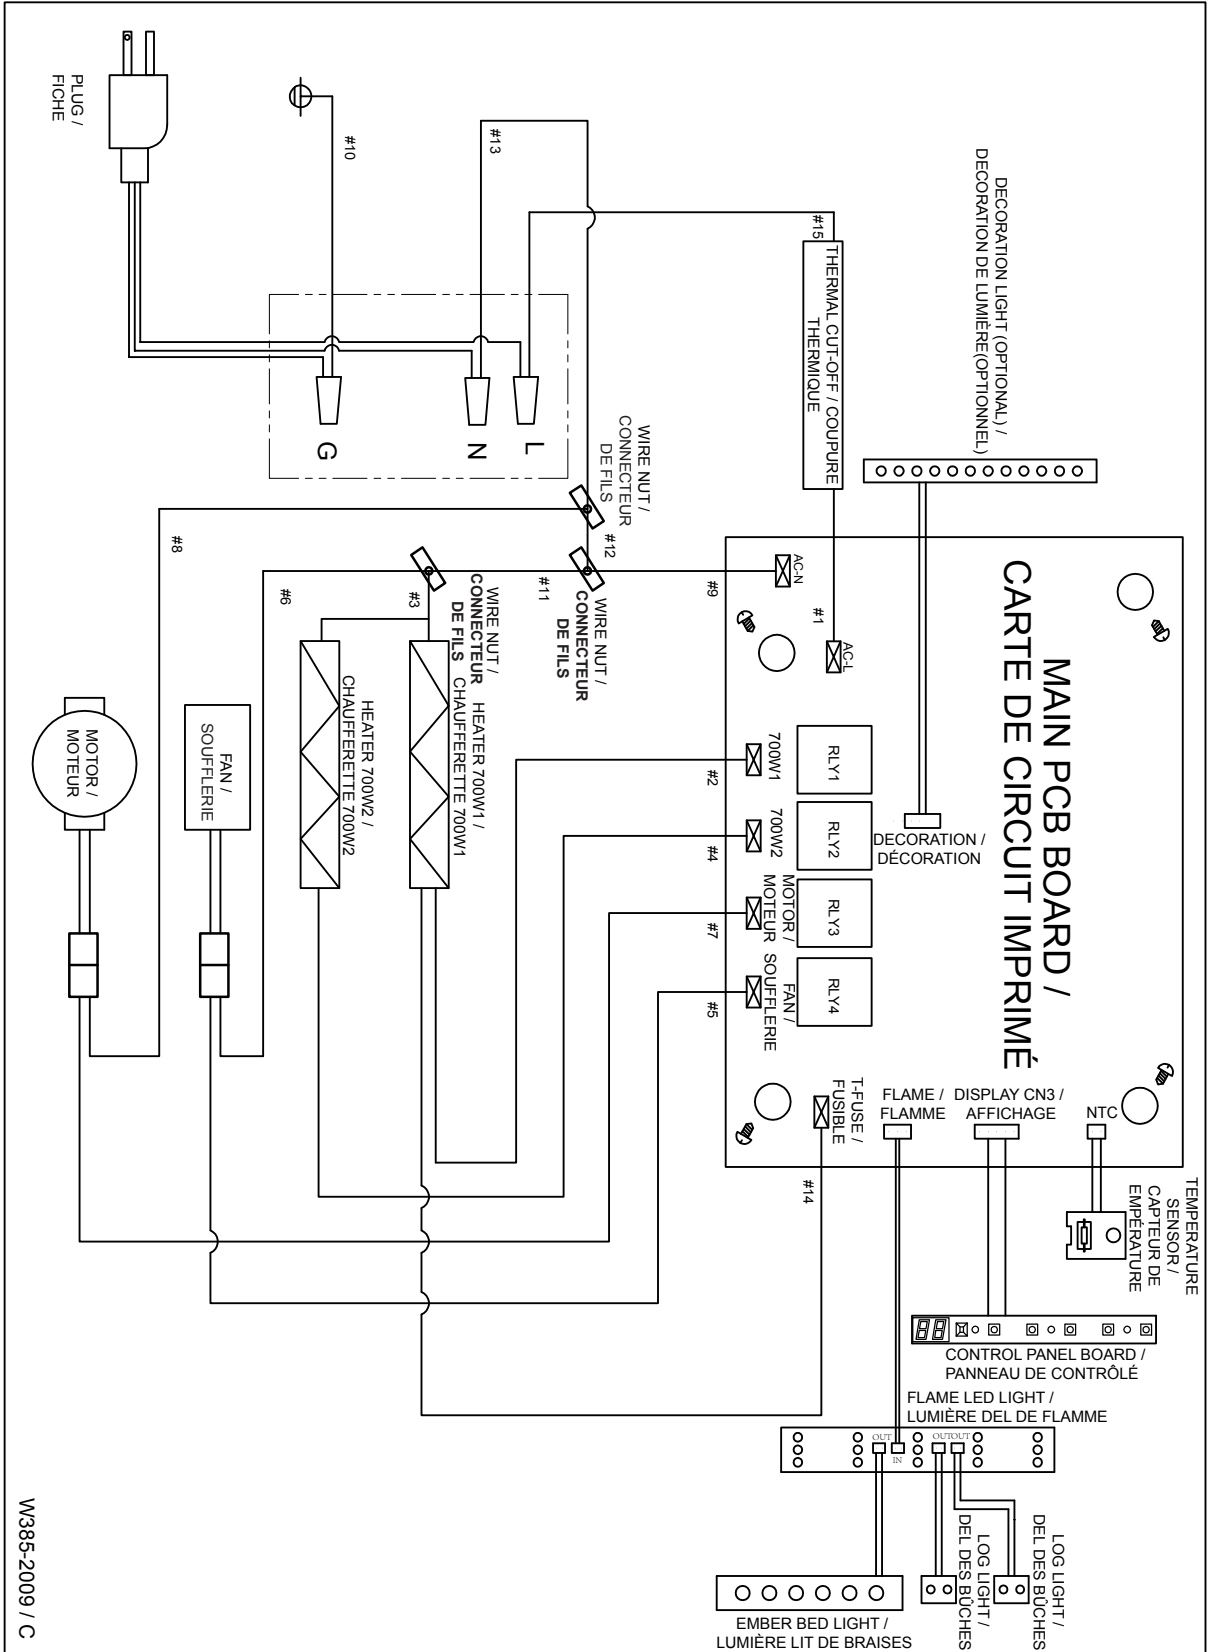 PLUG /
FICHE
#10
#13
#15
THERMAL CUT-OFF / COUPURE
THERMIQUE
DECORATION LIGHT (OPTIONAL) /
DECORATION DE LUMIÈRE(OPTIONNEL)
L
N
G
WIRE NUT /
CONNECTEUR
DE FILS
#12
#8
#6
#3
#11
#9
#1
WIRE NUT /
CONNECTEUR
DE FILS
WIRE NUT /
CONNECTEUR
DE FILS
AC-N
AC-L
MAIN PCB BOARD /
CARTE DE CIRCUIT IMPRIMÉ
MOTOR /
MOTEUR
FAN /
SOUFFLERIE
HEATER 700W2 /
CHAUFFERETTE 700W2
HEATER 700W1 /
CHAUFFERETTE 700W1
700W1
RLY1
#2
700W2
RLY2
#4
MOTOR /
MOTEUR
RLY3
#7
FAN /
SOUFFLERIE
RLY4
#5
DECORATION /
DÉCORATION
T-FUSE /
FUSIBLE
#14
FLAME /
FLAMME
DISPLAY CN3 /
AFFICHAGE
NTC
TEMPERATURE
SENSOR /
CAPTEUR DE
EMPÉRATURE
88
CONTROL PANEL BOARD /
PANNEAU DE CONTRÔLÉ
FLAME LED LIGHT /
LUMIÈRE DEL DE FLAMME
OUT
IN
OUT
OUT
LOG LIGHT /
DEL DES BÛCHES
LOG LIGHT /
DEL DES BÛCHES
EMBER BED LIGHT /
LUMIÈRE LIT DE BRAISES
W385-2009 / C